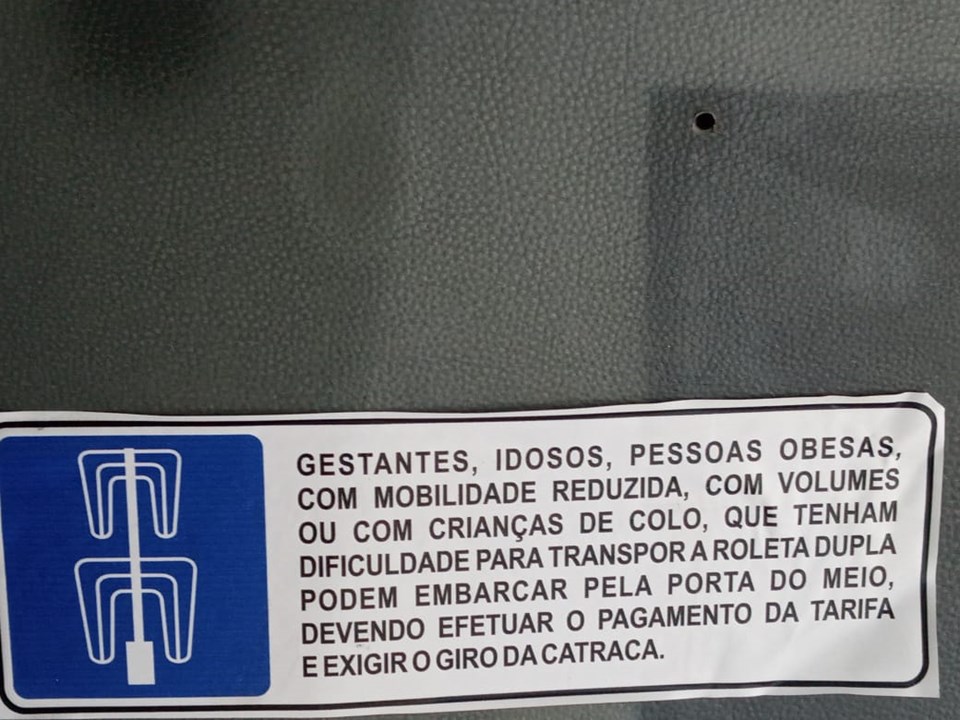 GESTANTES, IDOSOS, PESSOAS OBESAS,
COM MOBILIDADE REDUZIDA, COM VOLUMES
OU COM CRIANÇAS DE COLO, QUE TENHAM
DIFICULDADE PARA TRANSPOR A ROLETA DUPLA
PODEM EMBARCAR PELA PORTA DO MEIO,
DEVENDO EFETUAR O PAGAMENTO DA TARIFA
E EXIGIR O GIRO DA CATRACA.